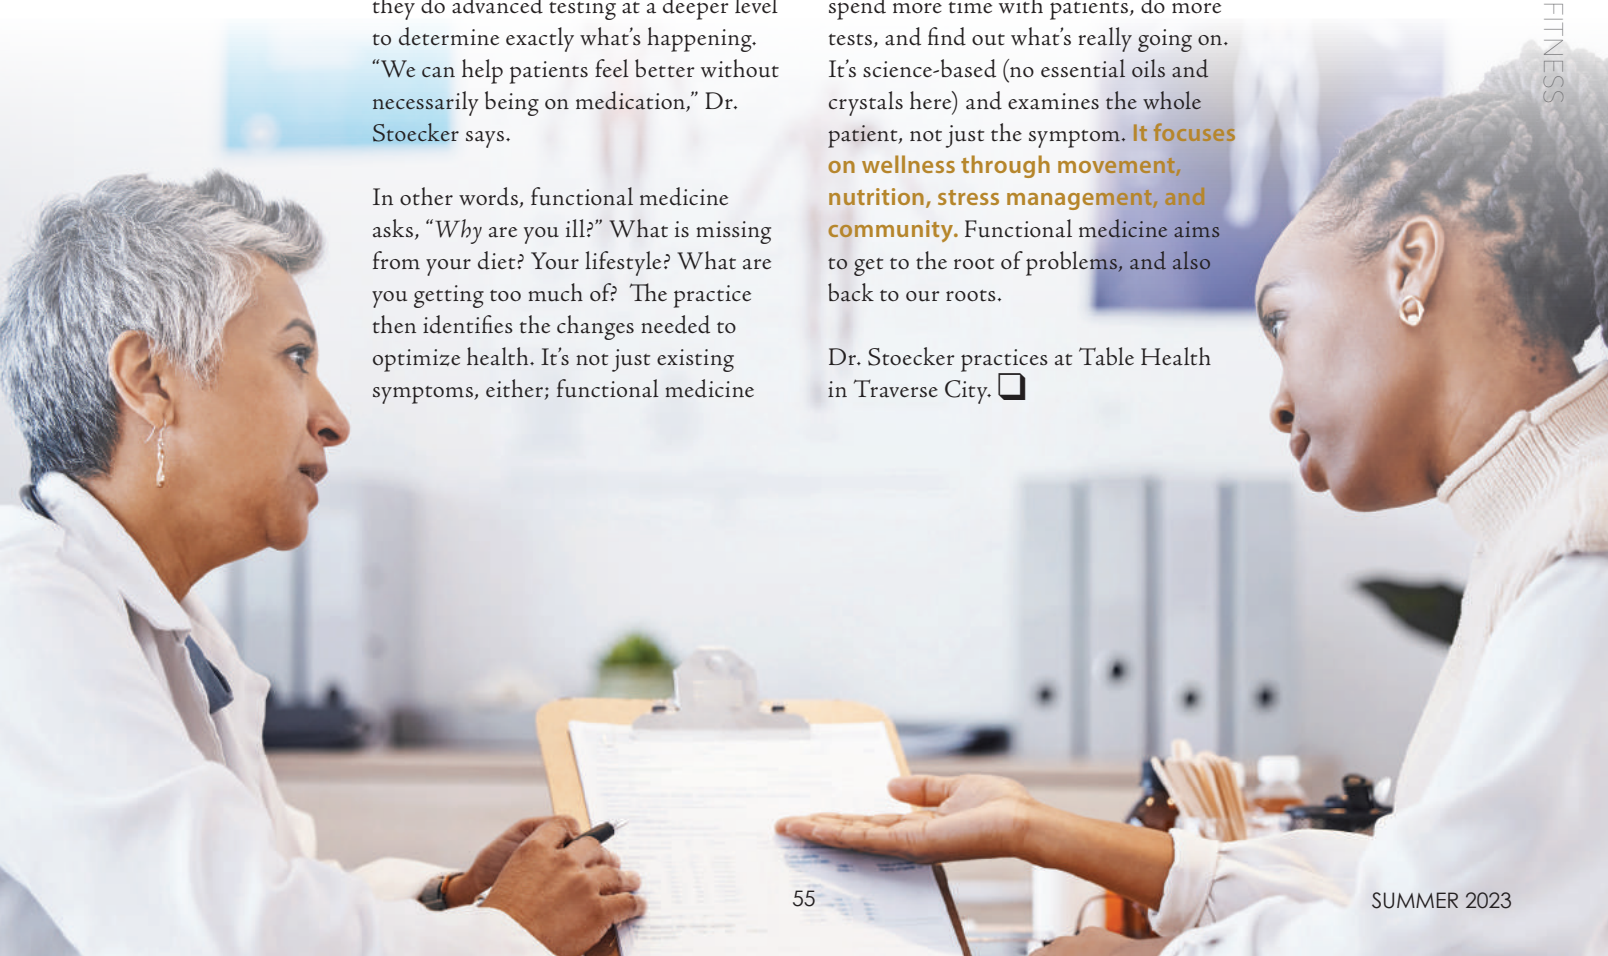 they do advanced testing at a deeper level
to determine exactly what’s happening.
“We can help patients feel better without
necessarily being on medication,” Dr.
Stoecker says.
In other words, functional medicine
asks, “Why are you ill?” What is missing
from your diet? Your lifestyle? What are
you getting too much of?  The practice
then identifies the changes needed to
optimize health. It’s not just existing
symptoms, either; functional medicine
spend more time with patients, do more
tests, and find out what’s really going on.
It’s science-based (no essential oils and
crystals here) and examines the whole
patient, not just the symptom. It focuses
on wellness through movement,
nutrition, stress management, and
community. Functional medicine aims
to get to the root of problems, and also
back to our roots.
Dr. Stoecker practices at Table Health
in Traverse City. ❏
FITNESS
55
SUMMER 2023